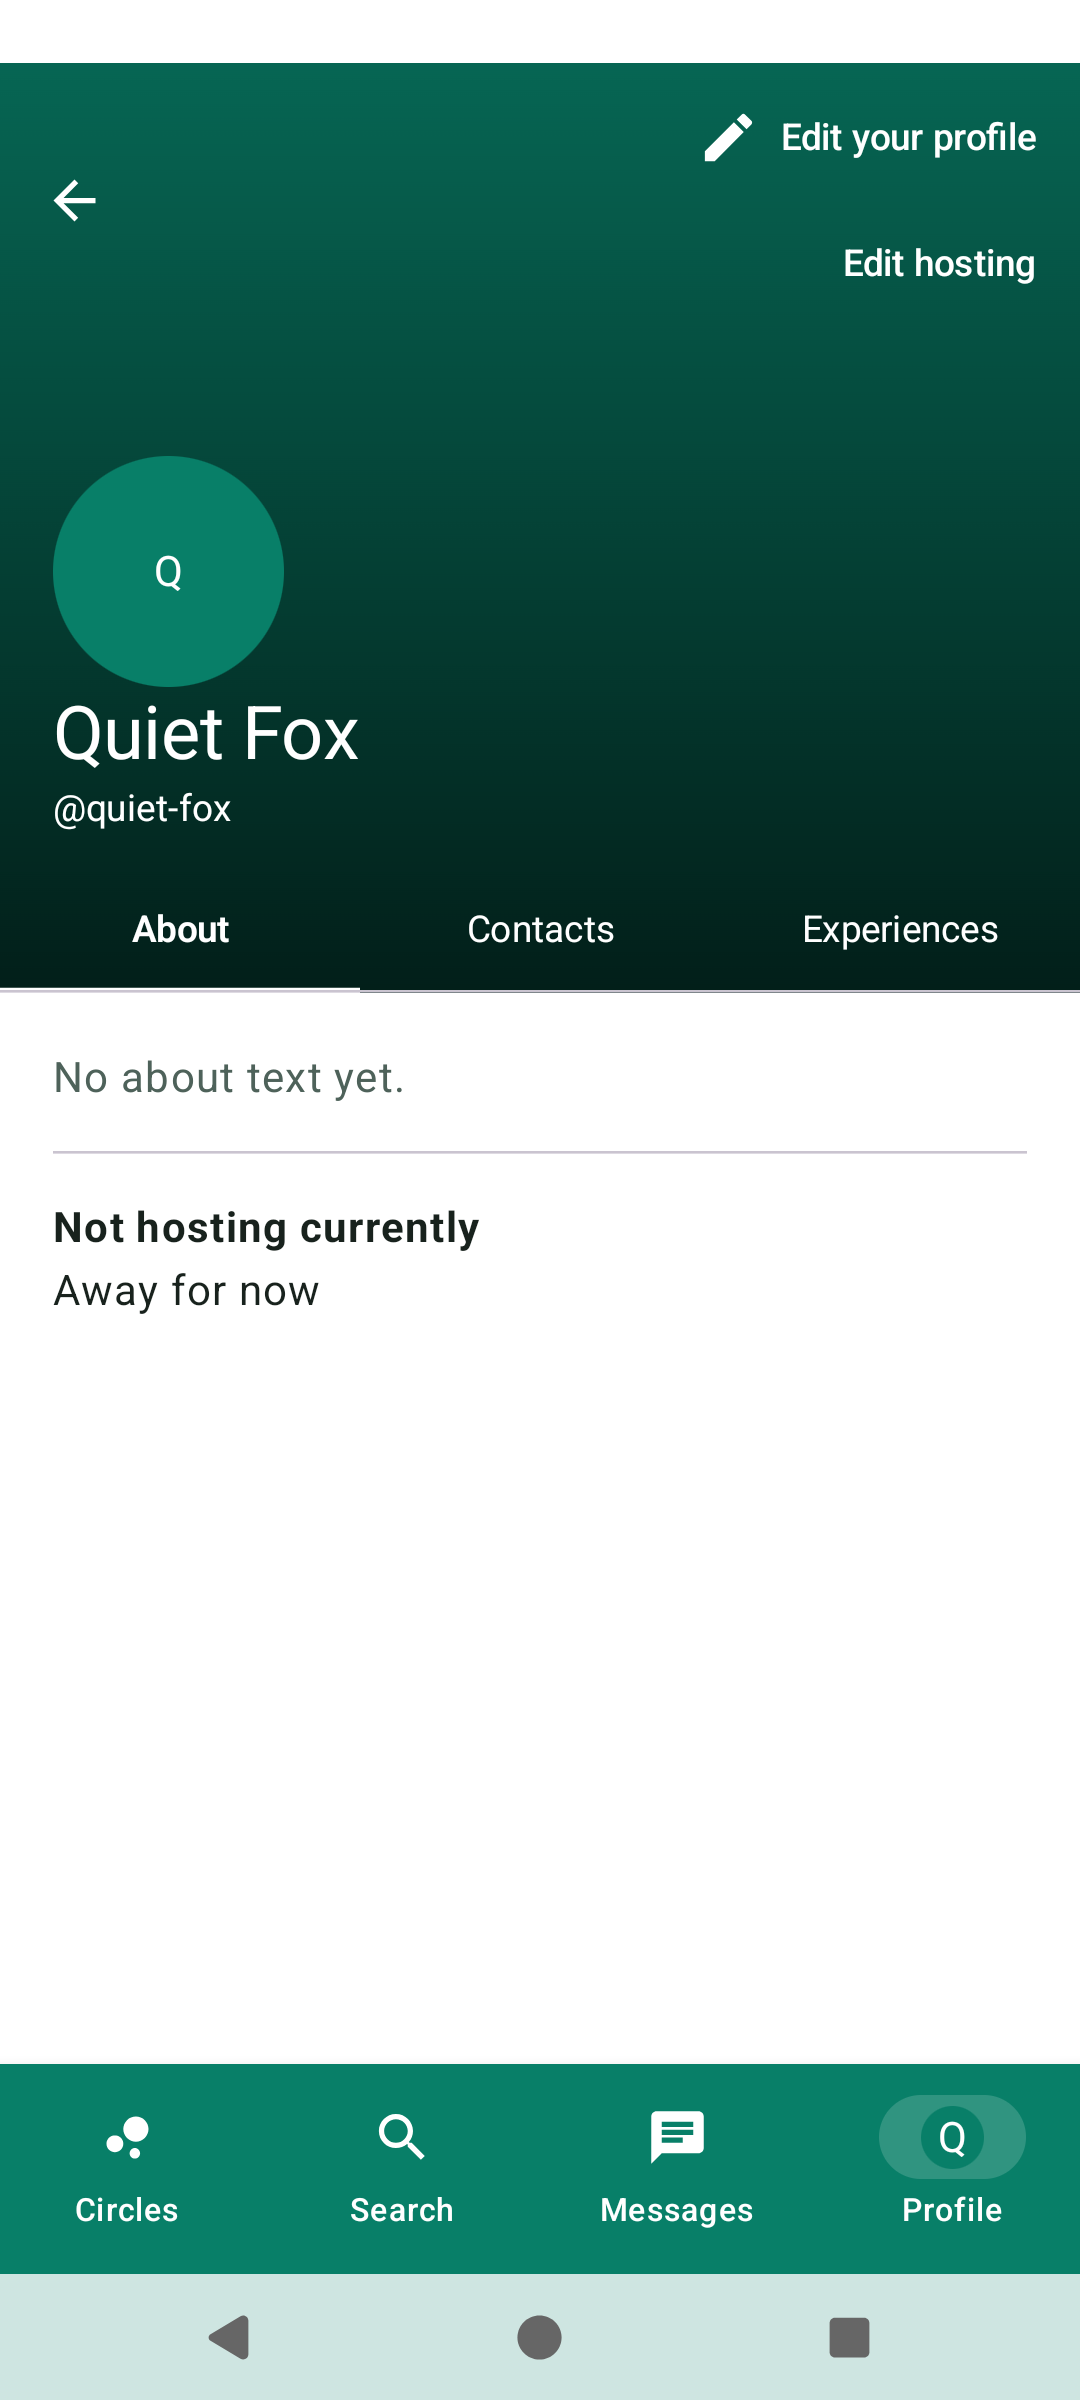 Edit your profile
Edit hosting
Q
Quiet Fox
@quiet-fox
About Contacts Experiences
No about text yet.
Not hosting currently
Away for now
Q
Circles Search Messages Profile